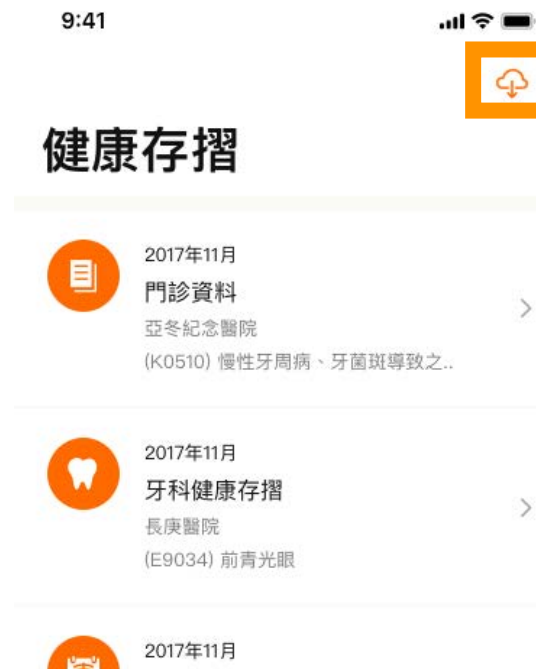 9:41
健康存摺
2017年11月
門診資料
亞冬紀念醫院
(K0510) 慢性牙周病、牙菌斑導致之..
2017年11月
牙科健康存摺
長庚醫院
(E9034) 前青光眼
2017年11月